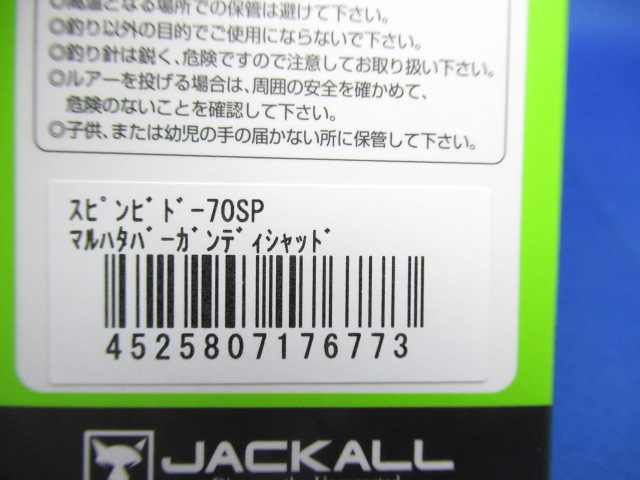 高温となる場所での保管は避けて下さい。
◎釣り以外の目的でご使用にならないで下さい。
◎釣り針は鋭く、危険ですので注意してお取り扱い下さい。
◎ルアーを投げる場合は、周囲の安全を確かめて、
危険のないことを確認して下さい。
◎子供、または幼児の手の届かない所に保管して下さい。
ｽﾋﾟﾝﾋﾞﾄﾞｰ70SP
ﾏﾙﾊﾀﾊﾞｰｶﾞﾝﾃﾞｨｼｬｯﾄﾞ
4525807176773
JACKALL